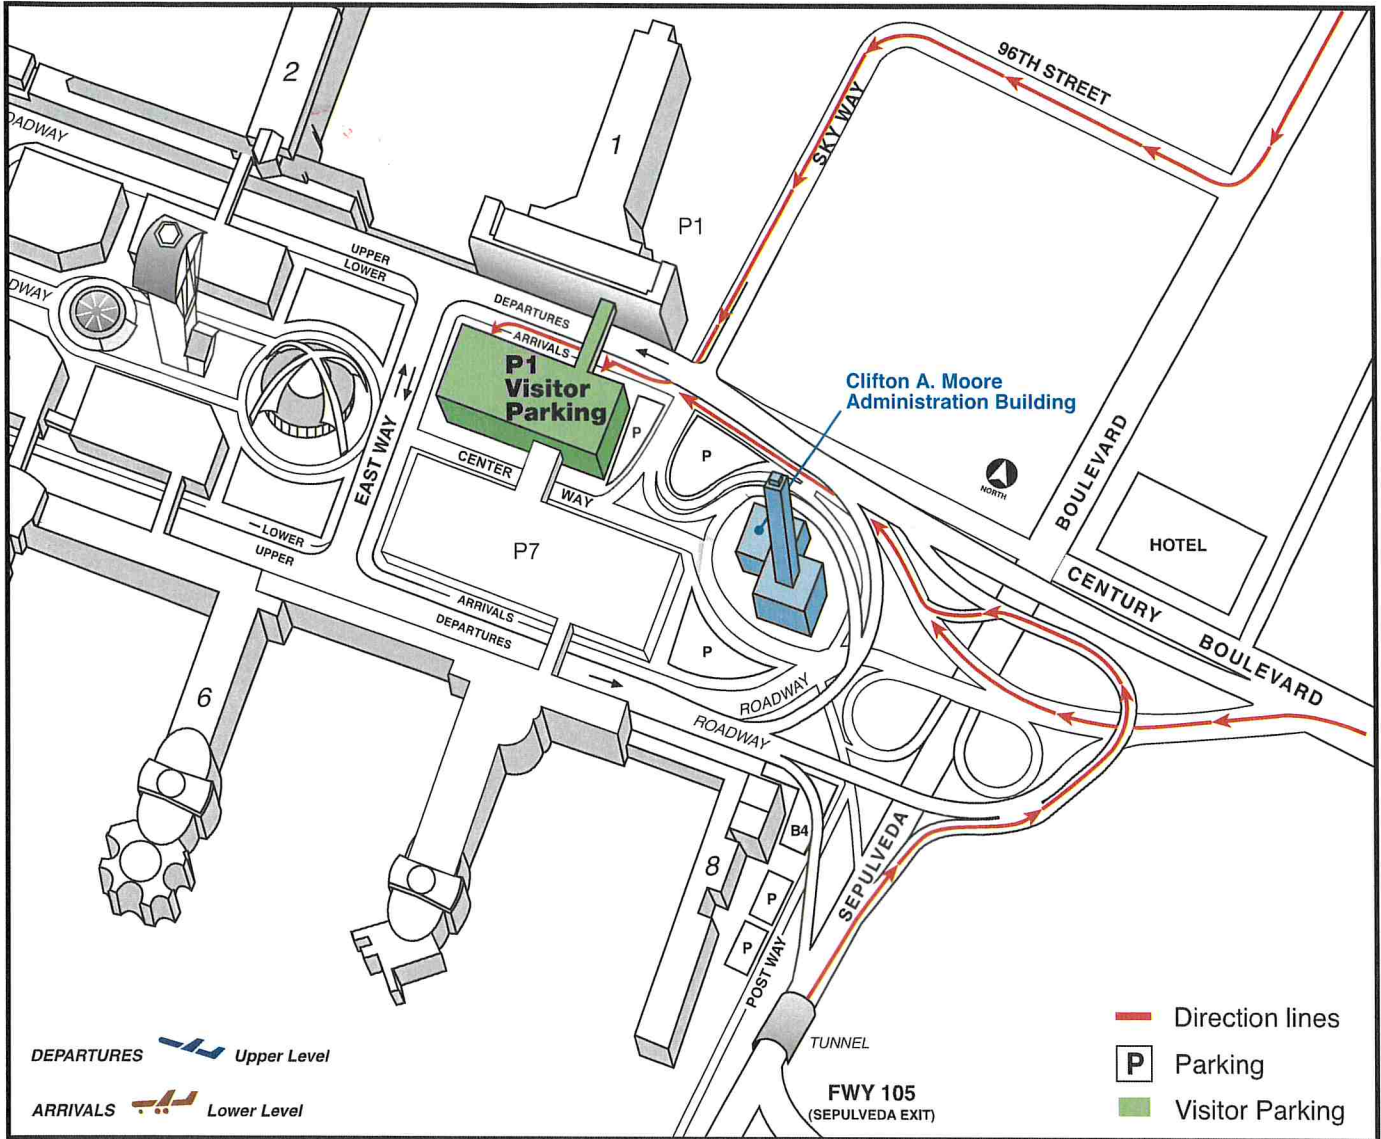 2
1
P1
96TH STREET
SKY WAY
OADWAY
DWAY
UPPER
LOWER
DEPARTURES
ARRIVALS
P1
Visitor
Parking
P
P
Clifton A. Moore
Administration Building
EAST WAY
CENTER
WAY
NORTH
BOULEVARD
HOTEL
CENTURY
BOULEVARD
P7
LOWER
UPPER
ARRIVALS
DEPARTURES
P
ROADWAY
ROADWAY
6
8
B4
P
P
SEPULVEDA
POST WAY
TUNNEL
FWY 105
(SEPULVEDA EXIT)
DEPARTURES Upper Level
ARRIVALS Lower Level
Direction lines
P Parking
Visitor Parking